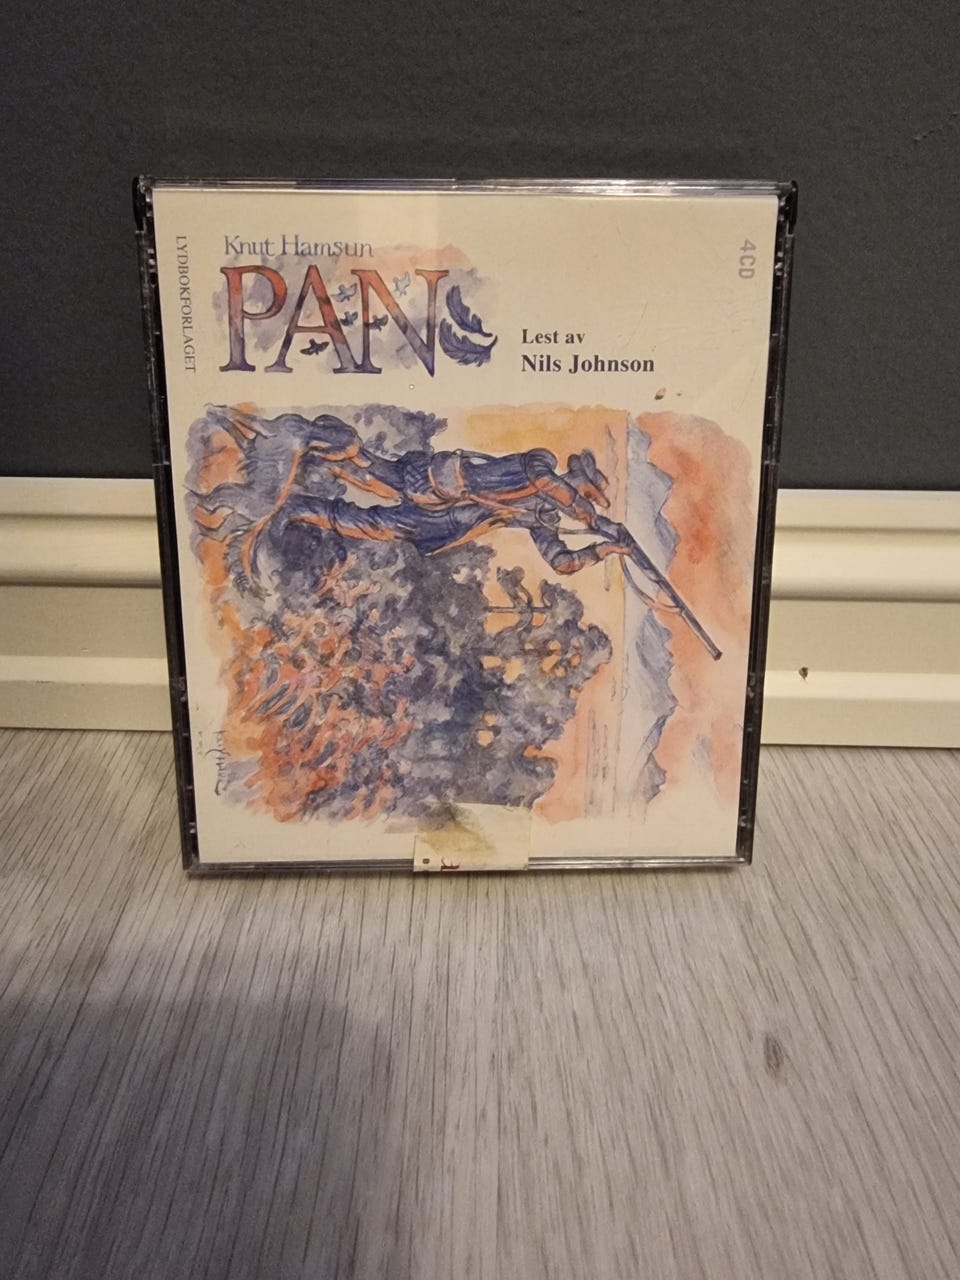 Knut Hamsun
PAN
LYDBOKFORLAGET
4CD
Lest av
Nils Johnson